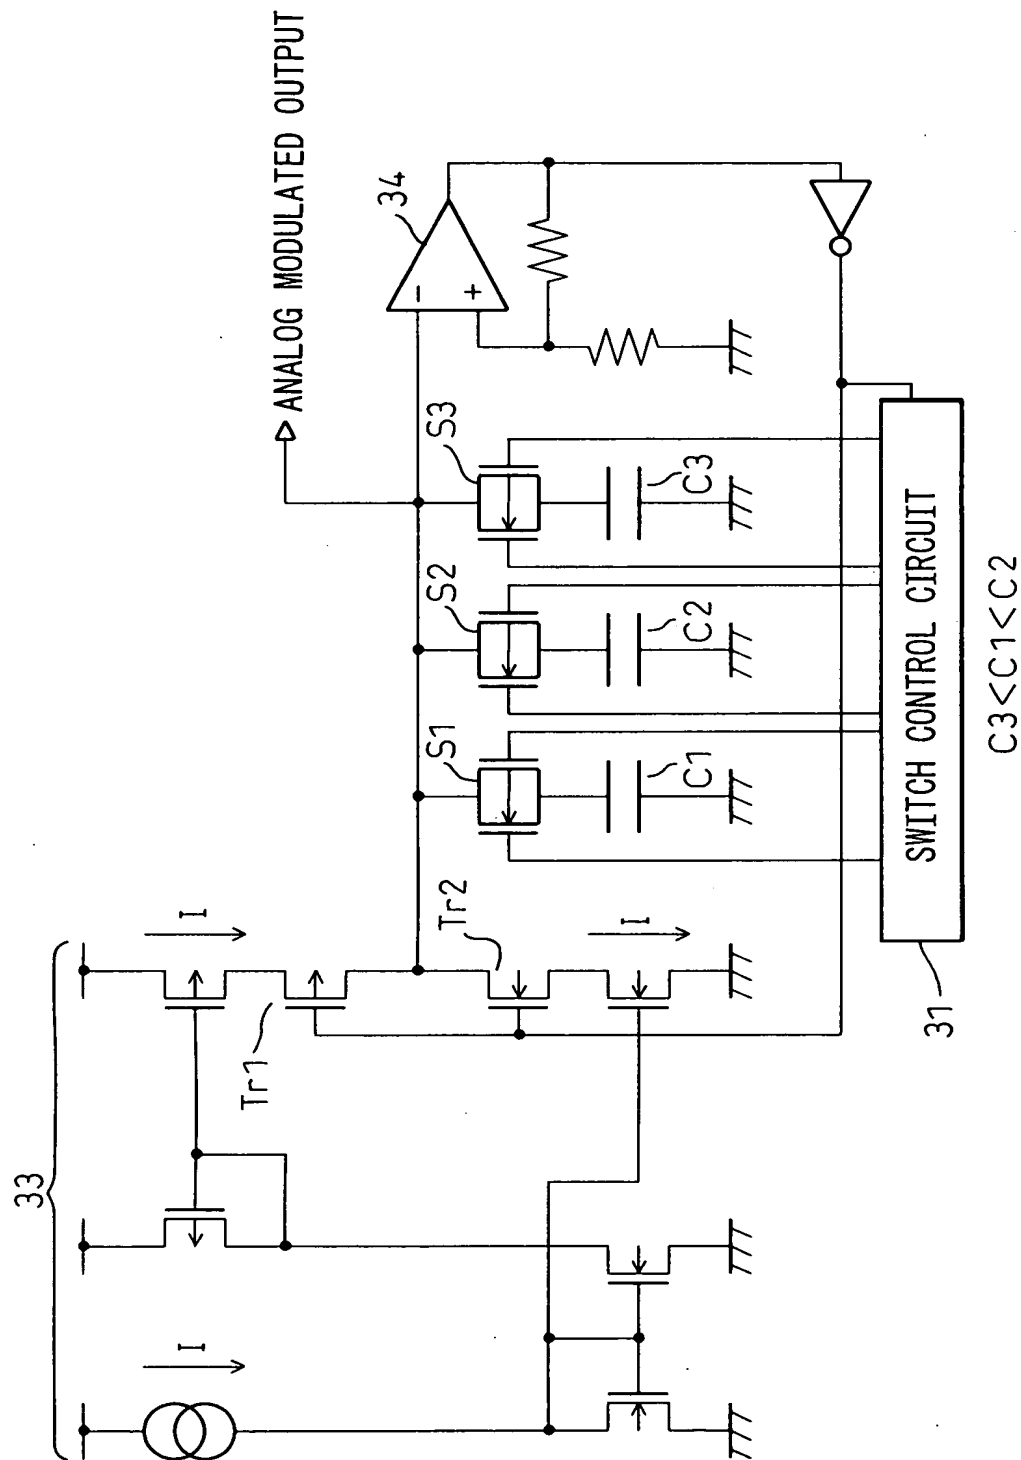 33
I
Tr1
I
Tr2
I
ANALOG MODULATED OUTPUT
34
−
+
S1
S2
S3
C1
C2
C3
SWITCH CONTROL CIRCUIT
31
C3<C1<C2